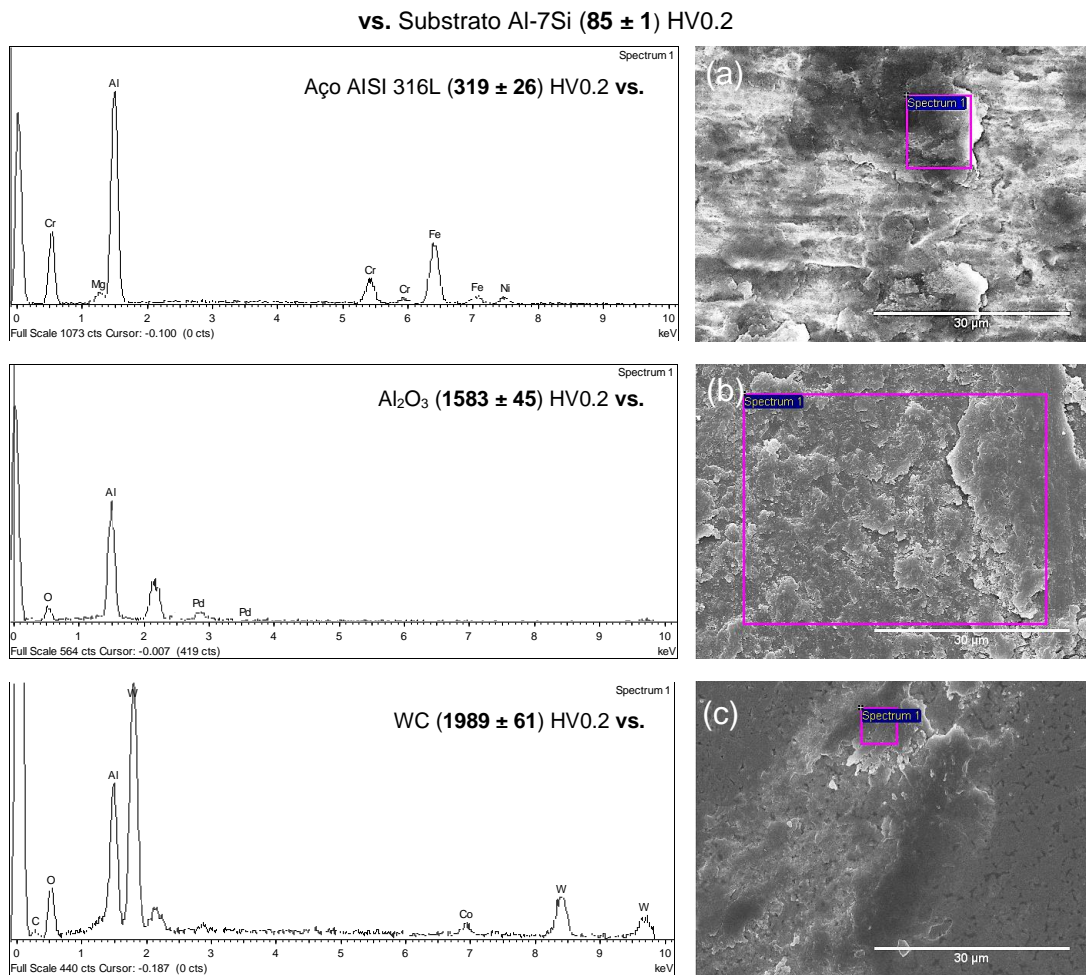 vs. Substrato Al-7Si (85 ± 1) HV0.2
Spectrum 1
Aço AISI 316L (319 ± 26) HV0.2 vs.
Al
Cr
Mg
Cr
Cr
Fe
Fe
Ni
0 1 2 3 4 5 6 7 8 9 10
Full Scale 1073 cts Cursor: -0.100 (0 cts)
keV
(a)
Spectrum 1
30 µm
Spectrum 1
Al₂O₃ (1583 ± 45) HV0.2 vs.
Al
O
Pd
Pd
0 1 2 3 4 5 6 7 8 9 10
Full Scale 564 cts Cursor: -0.007 (419 cts)
keV
(b)
Spectrum 1
30 µm
Spectrum 1
WC (1989 ± 61) HV0.2 vs.
W
Al
O
C
Co
W
W
0 1 2 3 4 5 6 7 8 9 10
Full Scale 440 cts Cursor: -0.187 (0 cts)
keV
(c)
Spectrum 1
30 µm